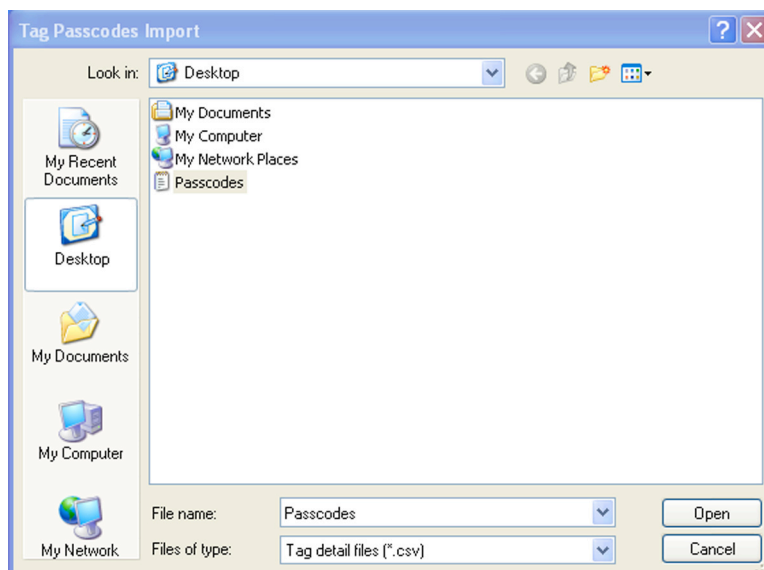 Tag Passcodes Import
Look in:
Desktop
My Recent
Documents
Desktop
My Documents
My Computer
My Network
My Documents
My Computer
My Network Places
Passcodes
File name:
Passcodes
Open
Files of type:
Tag detail files (*.csv)
Cancel